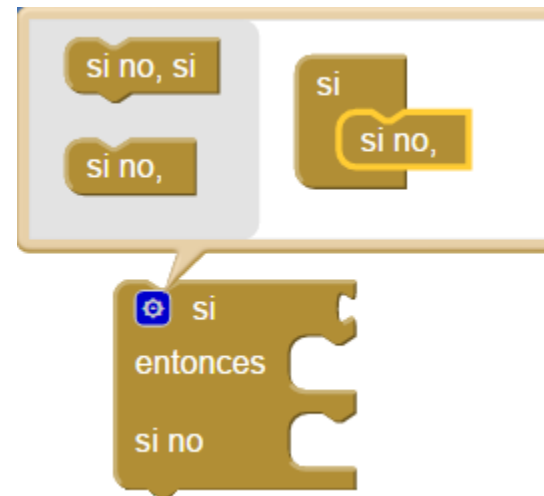 si no, si
si no,
si
si no,
si
entonces
si no